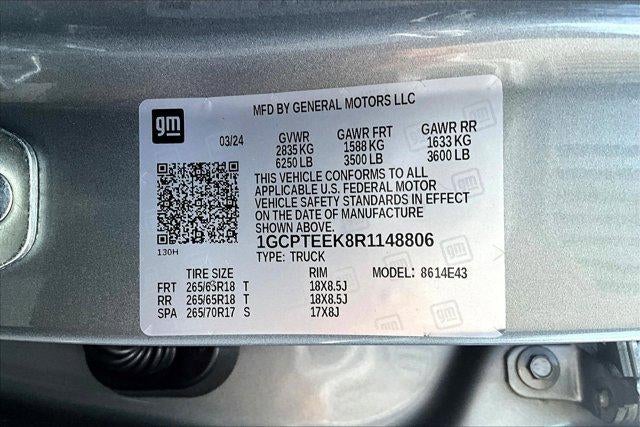 gm
MFD BY GENERAL MOTORS LLC
03/24 GVWR GAWR FRT GAWR RR
2835 KG 1588 KG 1633 KG
6250 LB 3500 LB 3600 LB
THIS VEHICLE CONFORMS TO ALL
APPLICABLE U.S. FEDERAL MOTOR
VEHICLE SAFETY STANDARDS IN EFFECT
ON THE DATE OF MANUFACTURE
SHOWN ABOVE.
130H
1GCPTEEK8R1148806
TYPE: TRUCK MODEL: 8614E43
TIRE SIZE RIM
FRT 265/65R18 T 18X8.5J
RR 265/65R18 T 18X8.5J
SPA 265/70R17 S 17X8J